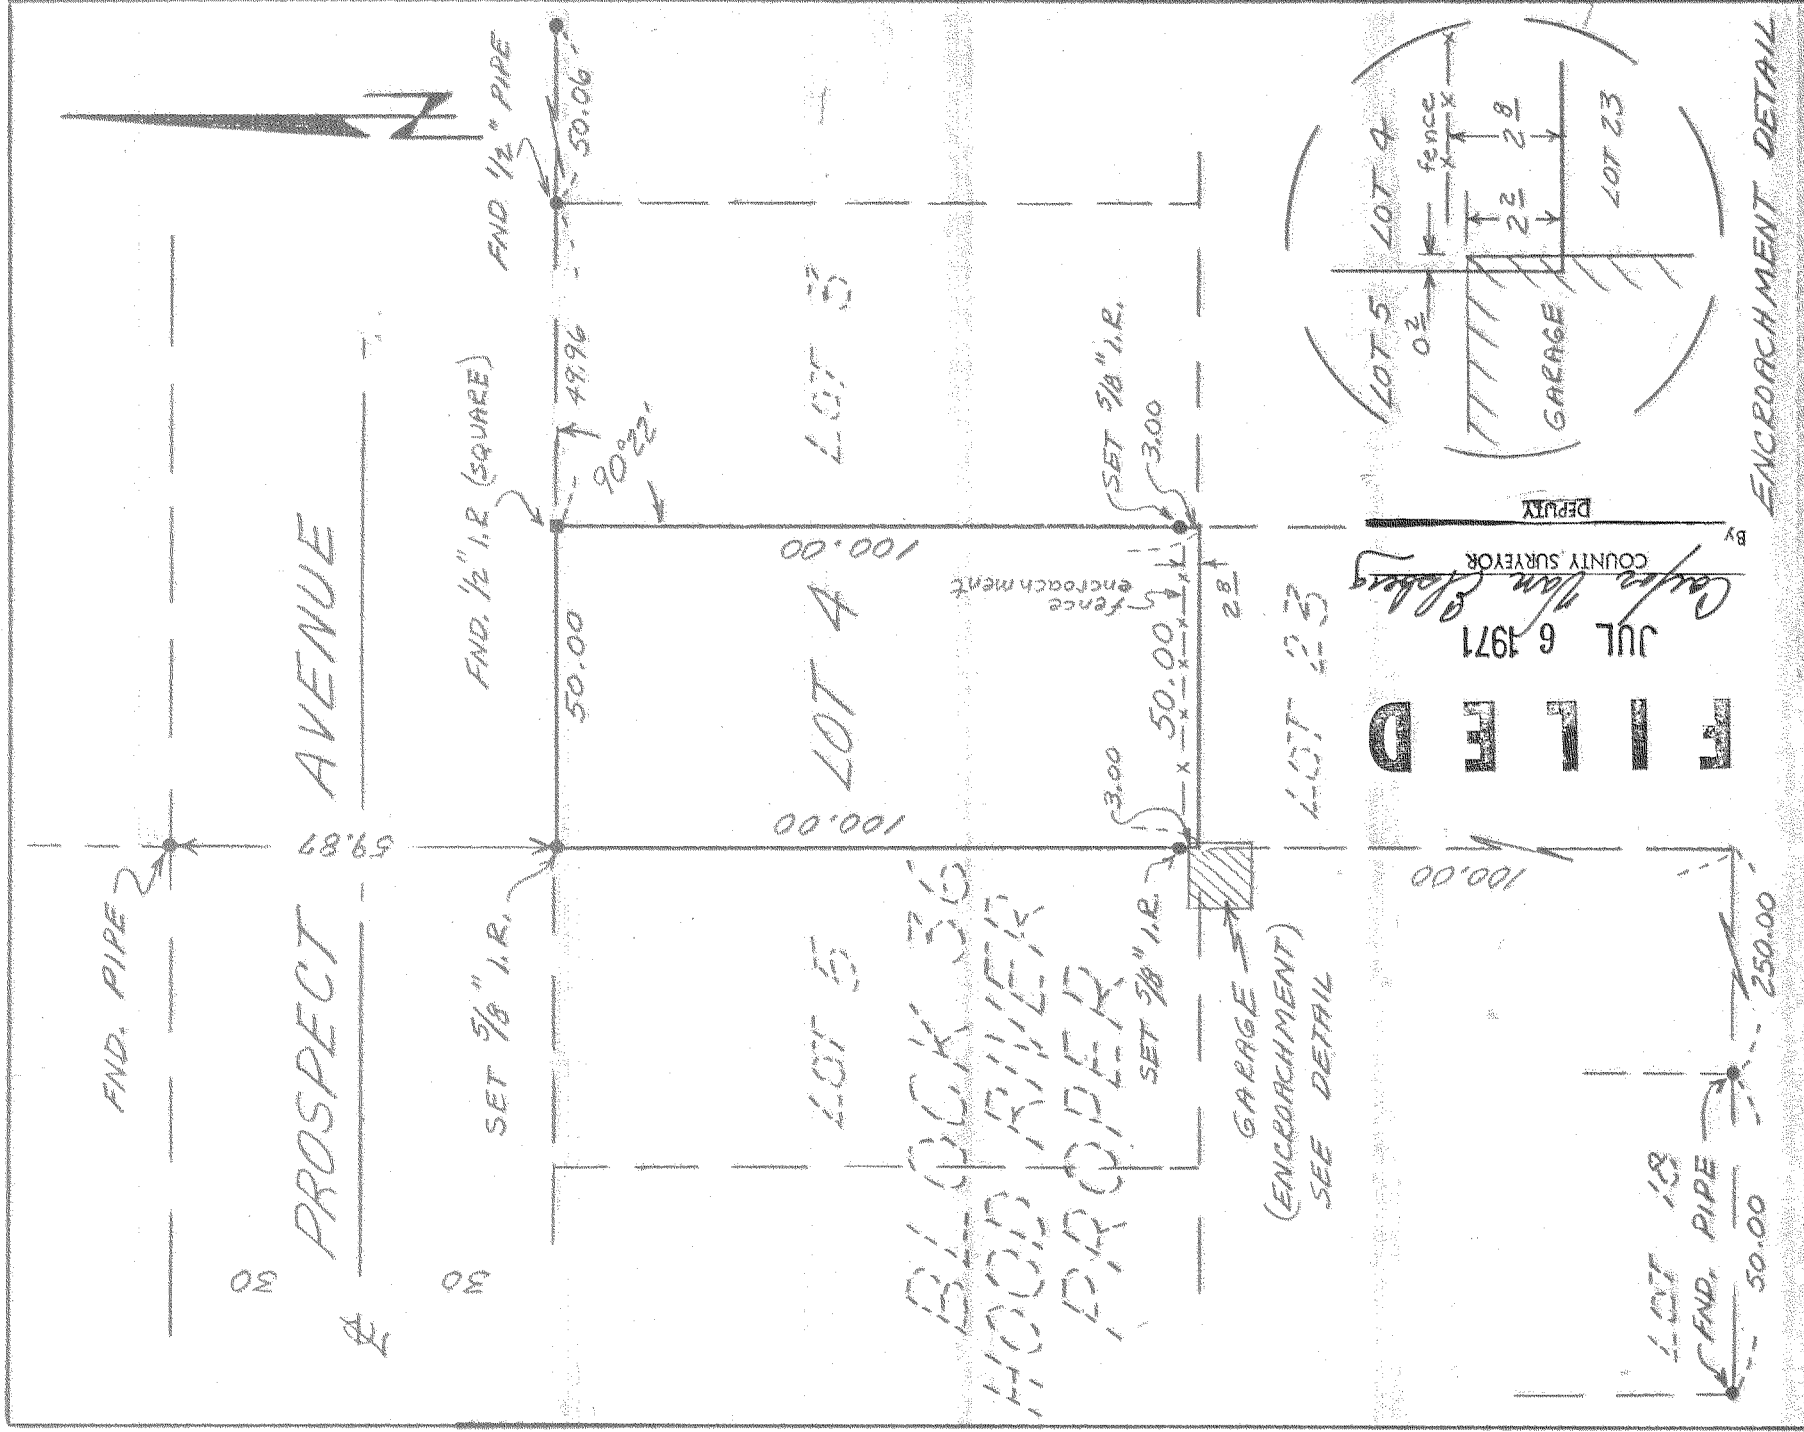 FND. PIPE
59.87
PROSPECT AVENUE
30
30
FND. 1/2" I.R. (SQUARE)
FND. 1/2" PIPE
SET 5/8" I.R.
50.00
49.96
50.06
90°22'
100.00
100.00
LOT 5
LOT 4
LOT 3
BLOCK 36
HOOD RIVER
PROPER
fence
encroachment
3.00
50.00
SET 5/8" I.R.
3.00
SET 5/8" I.R.
2 8
GARAGE
(ENCROACHMENT)
SEE DETAIL
LOT 23
100.00
LOT 18
FND. PIPE
50.00
250.00
FILED
JUL 6 1971
COUNTY SURVEYOR
By
DEPUTY
LOT 5 LOT 4
0 2
fence
2 2
2 8
GARAGE
LOT 23
ENCROACHMENT DETAIL